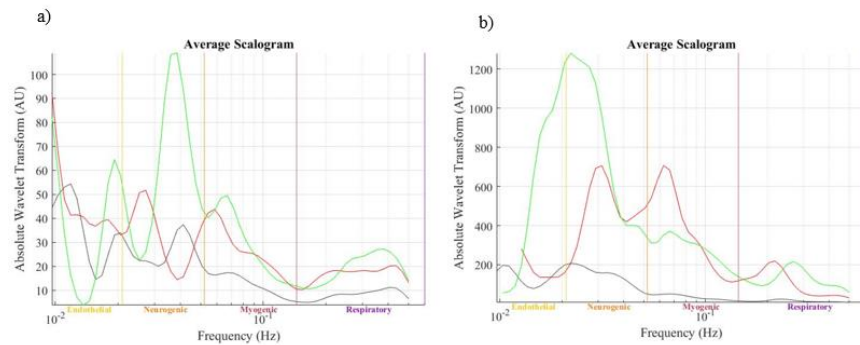 a)
Average Scalogram
Absolute Wavelet Transform (AU)
100
90
80
70
60
50
40
30
20
10
Endothelial Neurogenic Myogenic Respiratory
10⁻² 10⁻¹
Frequency (Hz)
b)
Average Scalogram
Absolute Wavelet Transform (AU)
1200
1000
800
600
400
200
Endothelial Neurogenic Myogenic Respiratory
10⁻² 10⁻¹
Frequency (Hz)